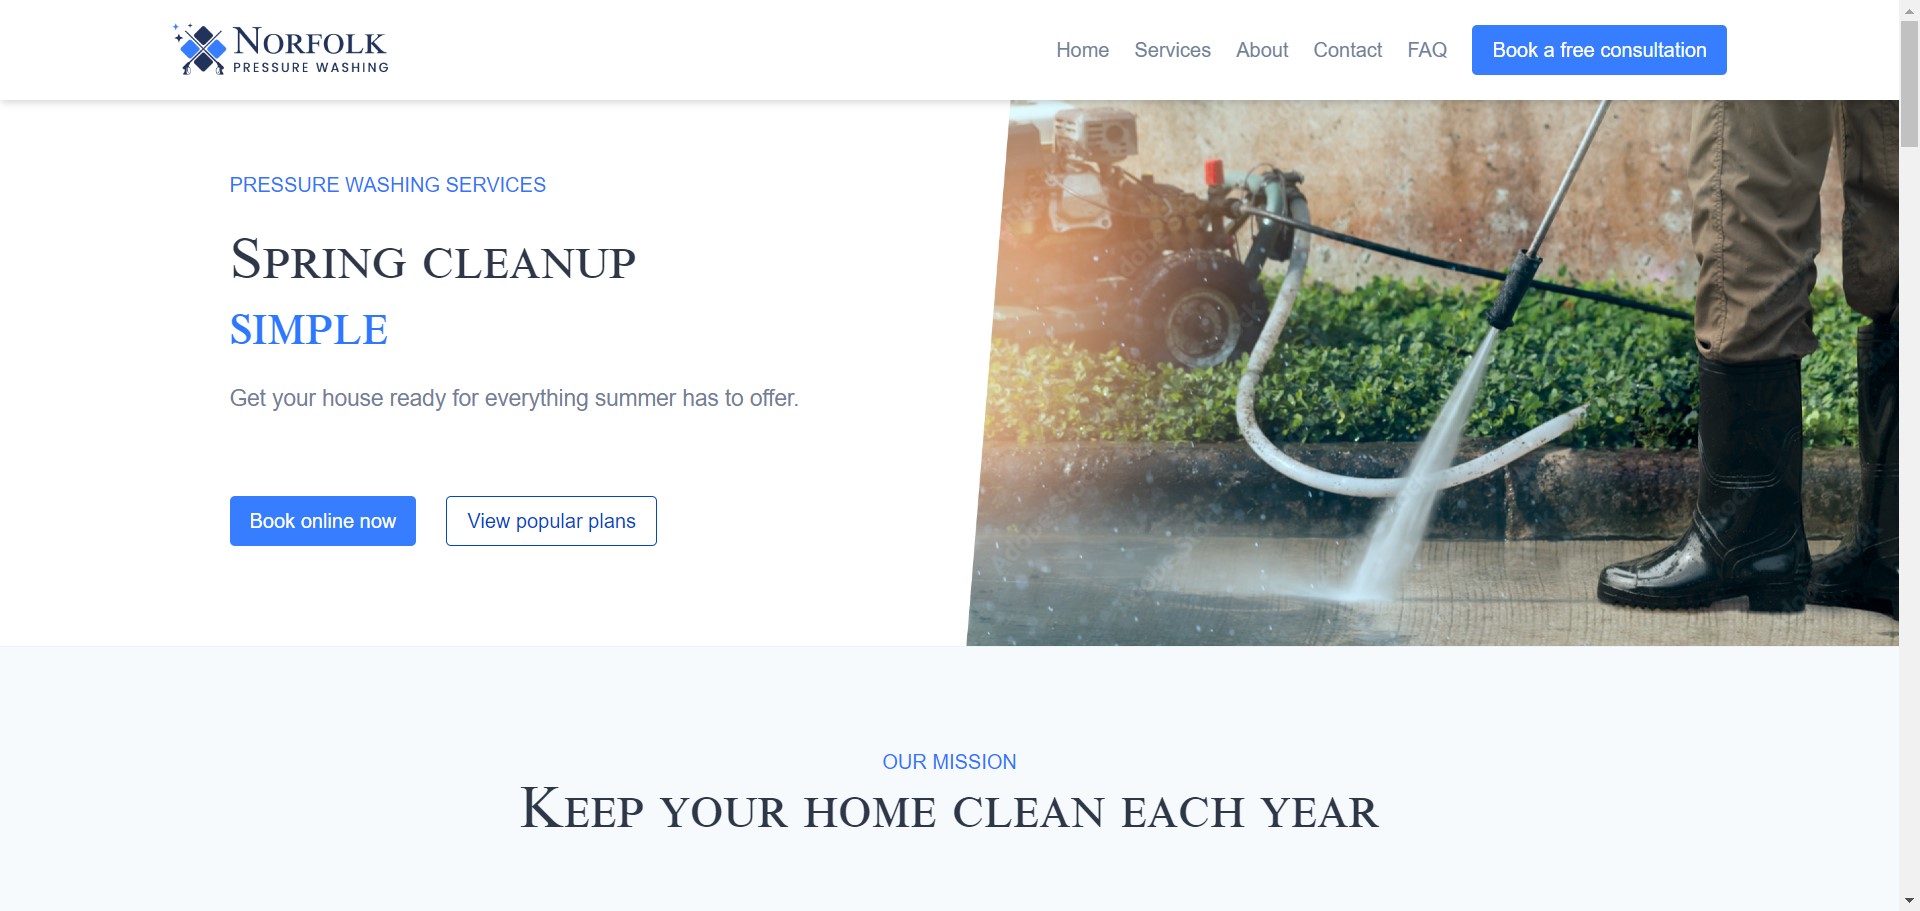 NORFOLK
PRESSURE WASHING
Home Services About Contact FAQ Book a free consultation
PRESSURE WASHING SERVICES
SPRING CLEANUP
SIMPLE
Get your house ready for everything summer has to offer.
Book online now View popular plans
OUR MISSION
KEEP YOUR HOME CLEAN EACH YEAR